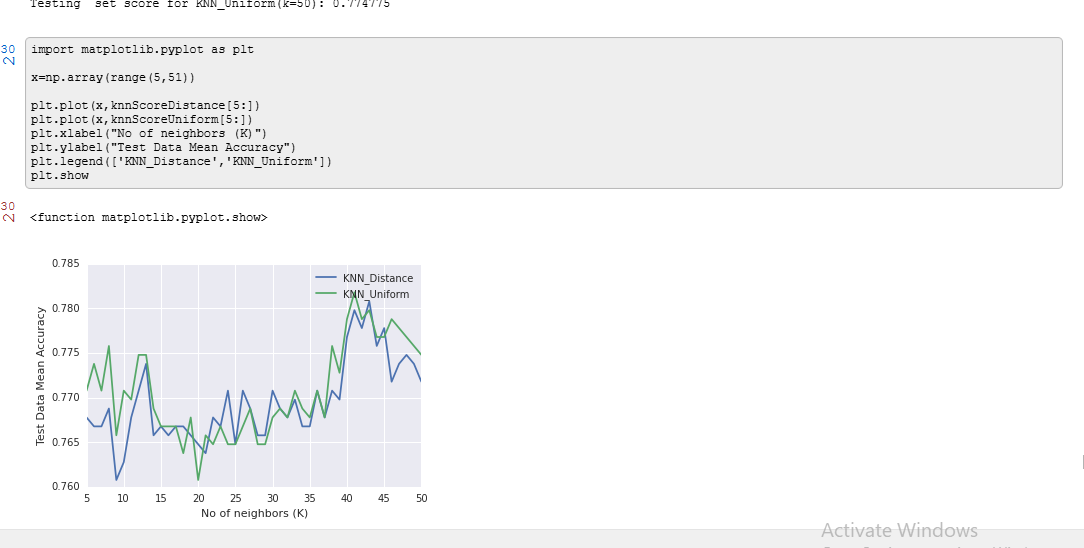 Testing  set score for KNN_Uniform(k=50): 0.774775
30
2
import matplotlib.pyplot as plt
x=np.array(range(5,51))
plt.plot(x,knnScoreDistance[5:])
plt.plot(x,knnScoreUniform[5:])
plt.xlabel("No of neighbors (K)")
plt.ylabel("Test Data Mean Accuracy")
plt.legend(['KNN_Distance','KNN_Uniform'])
plt.show
30
2
<function matplotlib.pyplot.show>
0.785
0.780
0.775
0.770
0.765
0.760
Test Data Mean Accuracy
KNN_Distance
KNN_Uniform
5 10 15 20 25 30 35 40 45 50
No of neighbors (K)
Activate Windows